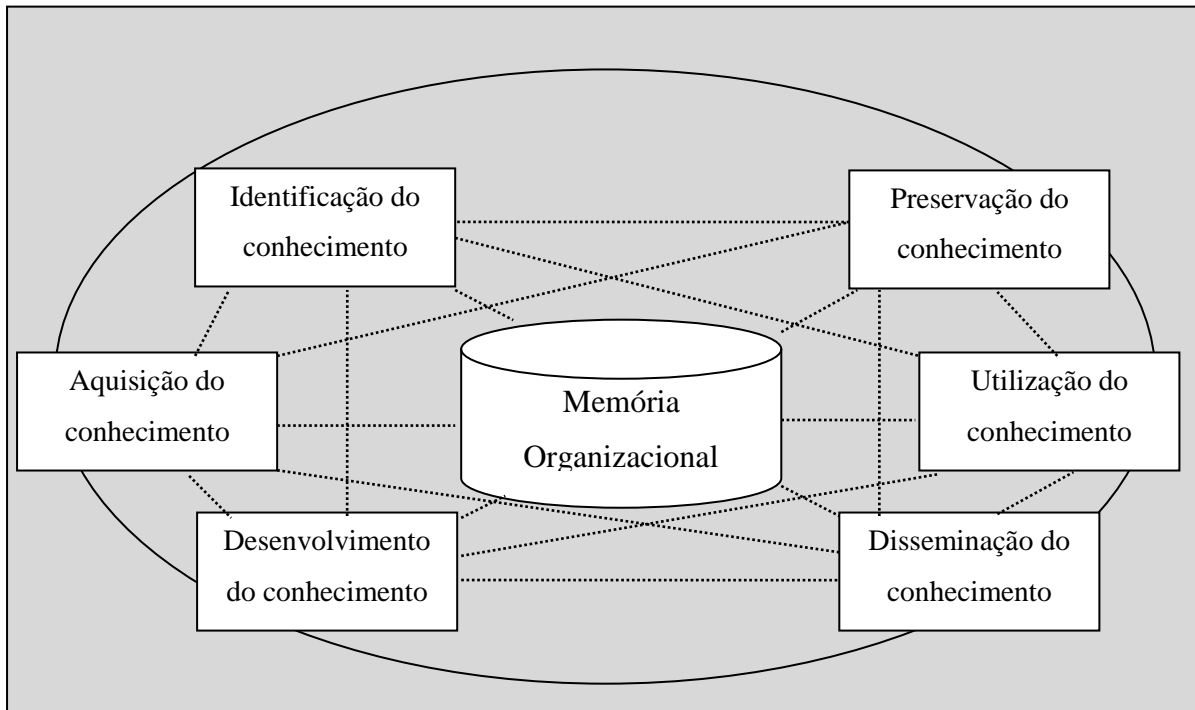 Identificação do
conhecimento
Preservação do
conhecimento
Aquisição do
conhecimento
Memória
Organizacional
Utilização do
conhecimento
Desenvolvimento
do conhecimento
Disseminação do
conhecimento